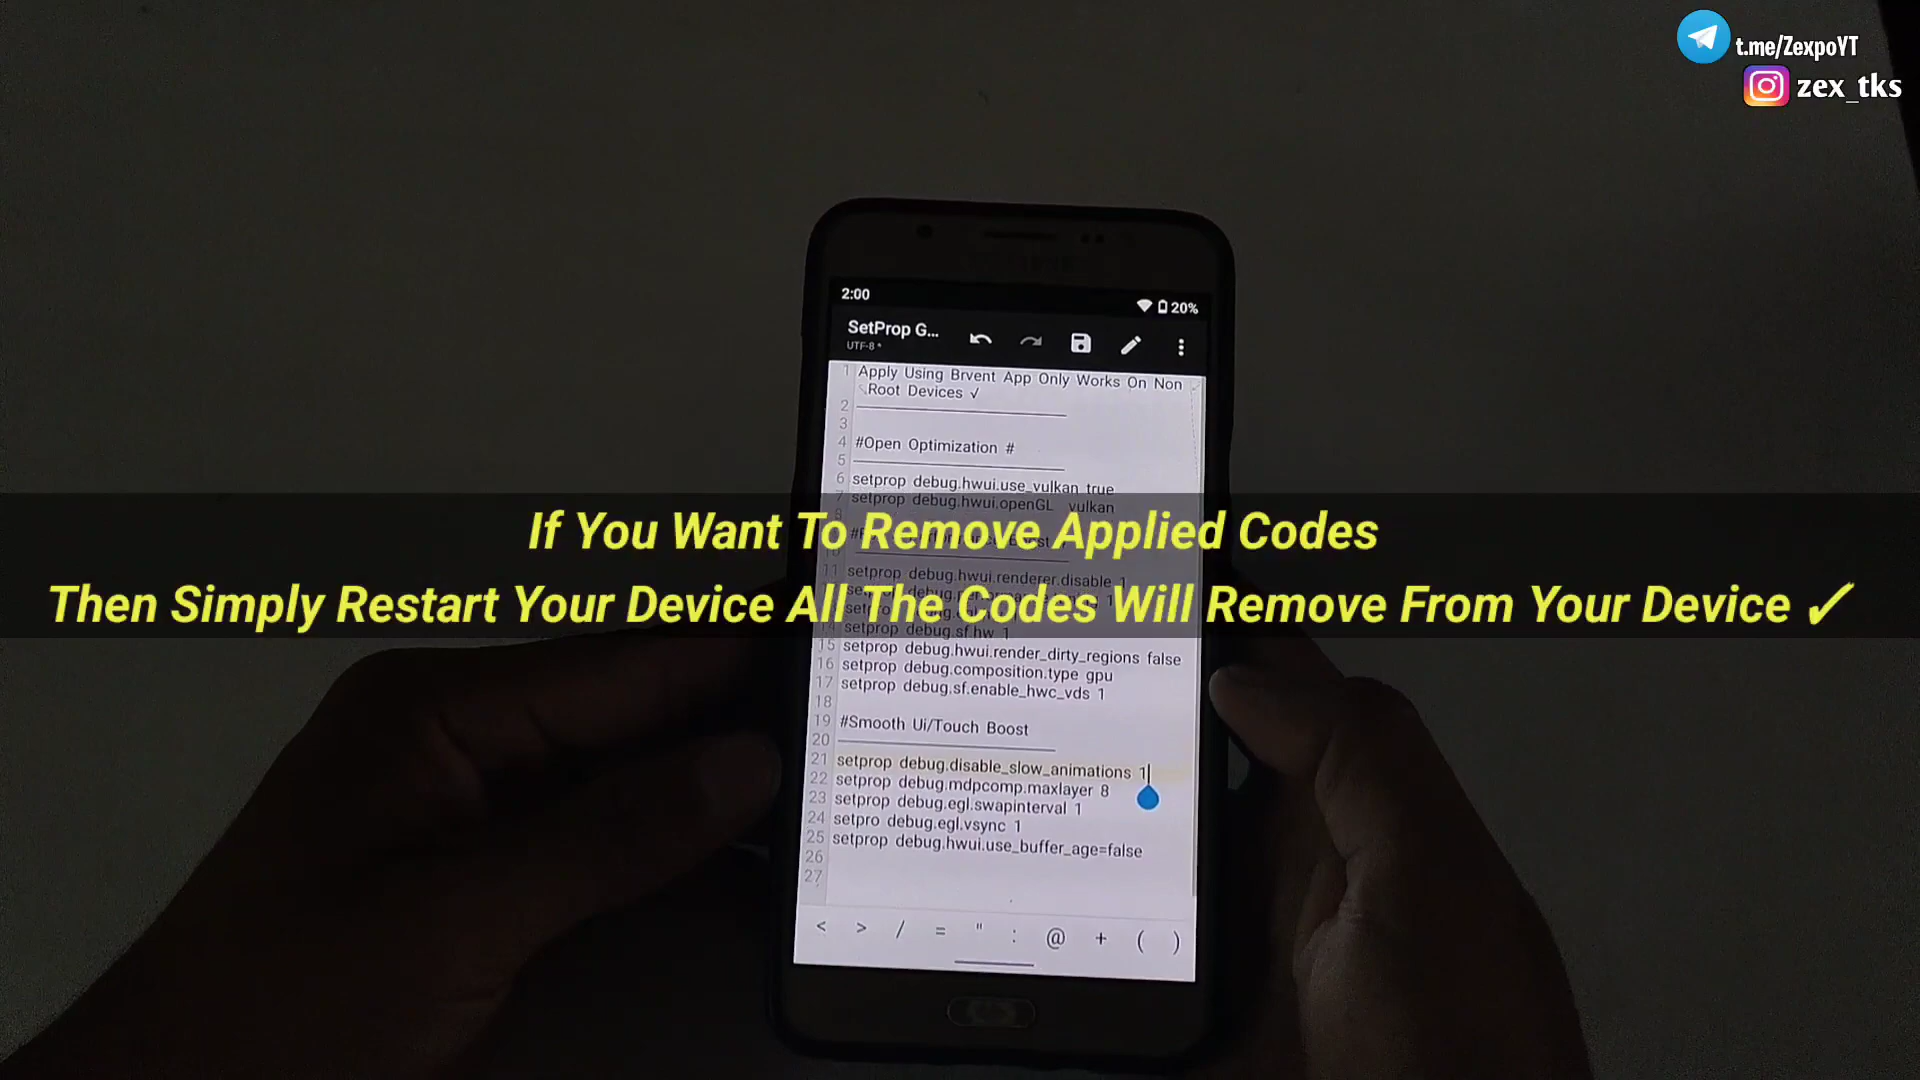 t.me/ZexpoYT
zex_tks
2:00
20%
SetProp G...
UTF-8 *
1 Apply Using Brvent App Only Works On Non
Root Devices ✓
2
3
4 #Open Optimization #
5
6 setprop debug.hwui.use_vulkan true
7 setprop debug.hwui.openGL vulkan
8
If You Want To Remove Applied Codes
11 setprop debug.hwui.renderer.disable 1
Then Simply Restart Your Device All The Codes Will Remove From Your Device ✓
14 setprop debug.sf.hw 1
15 setprop debug.hwui.render_dirty_regions false
16 setprop debug.composition.type gpu
17 setprop debug.sf.enable_hwc_vds 1
18
19 #Smooth Ui/Touch Boost
20
21 setprop debug.disable_slow_animations 1
22 setprop debug.mdpcomp.maxlayer 8
23 setprop debug.egl.swapinterval 1
24 setpro debug.egl.vsync 1
25 setprop debug.hwui.use_buffer_age=false
26
27
< > / = " : @ + ( )